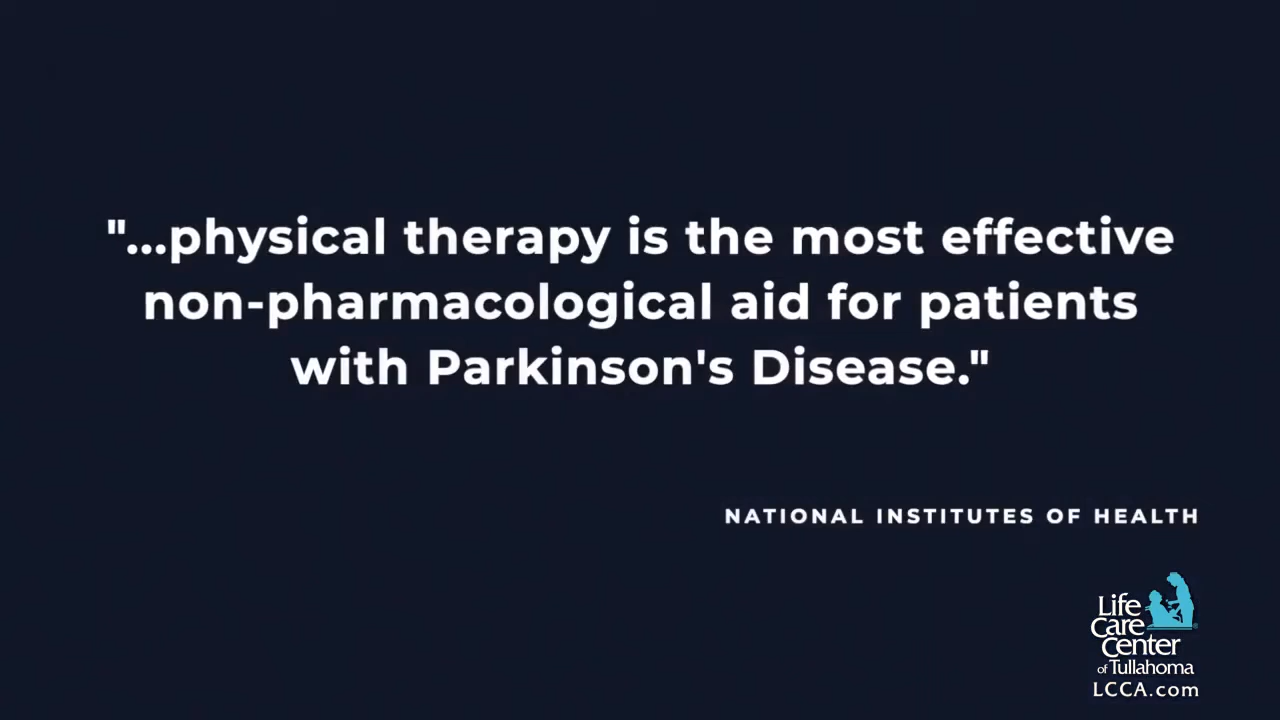 "...physical therapy is the most effective
non-pharmacological aid for patients
with Parkinson's Disease."
NATIONAL INSTITUTES OF HEALTH
Life
Care
Center
of Tullahoma
LCCA.com